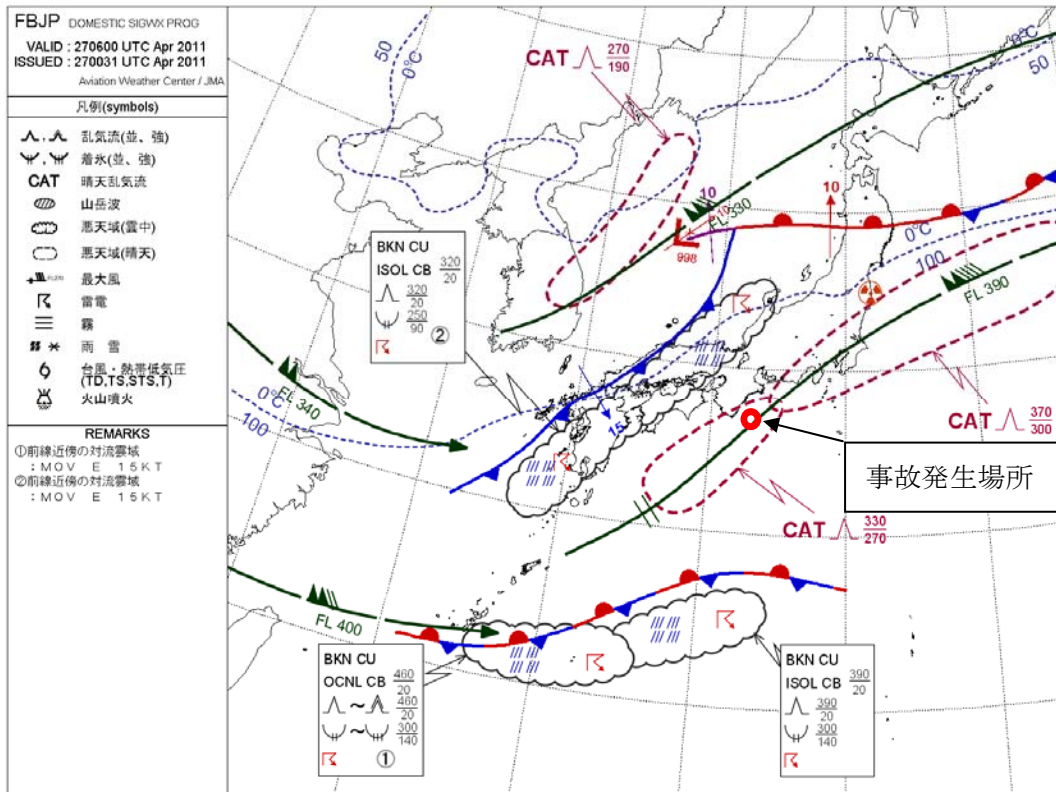 FBJP DOMESTIC SIGWX PROG
VALID : 270600 UTC Apr 2011
ISSUED : 270031 UTC Apr 2011
Aviation Weather Center / JMA
凡例(symbols)
乱気流(並、強)
着氷(並、強)
CAT 晴天乱気流
山岳波
悪天域(雲中)
悪天域(晴天)
最大風
雷電
霧
雨 雪
台風・熱帯低気圧
(TD,TS,STS,T)
火山噴火
REMARKS
①前線近傍の対流雲域
:MOV E 15KT
②前線近傍の対流雲域
:MOV E 15KT
50
0℃
CAT 270
190
0℃
50
10
10
FL 330
998
10
0℃
100
BKN CU
ISOL CB 320
20
320
20
250
90
②
FL 390
FL 340
0℃
100
15
CAT 370
300
事故発生場所
CAT 330
270
FL 400
BKN CU
OCNL CB 460
20
~ 460
20
~ 300
140
①
BKN CU
ISOL CB 390
20
390
20
300
140